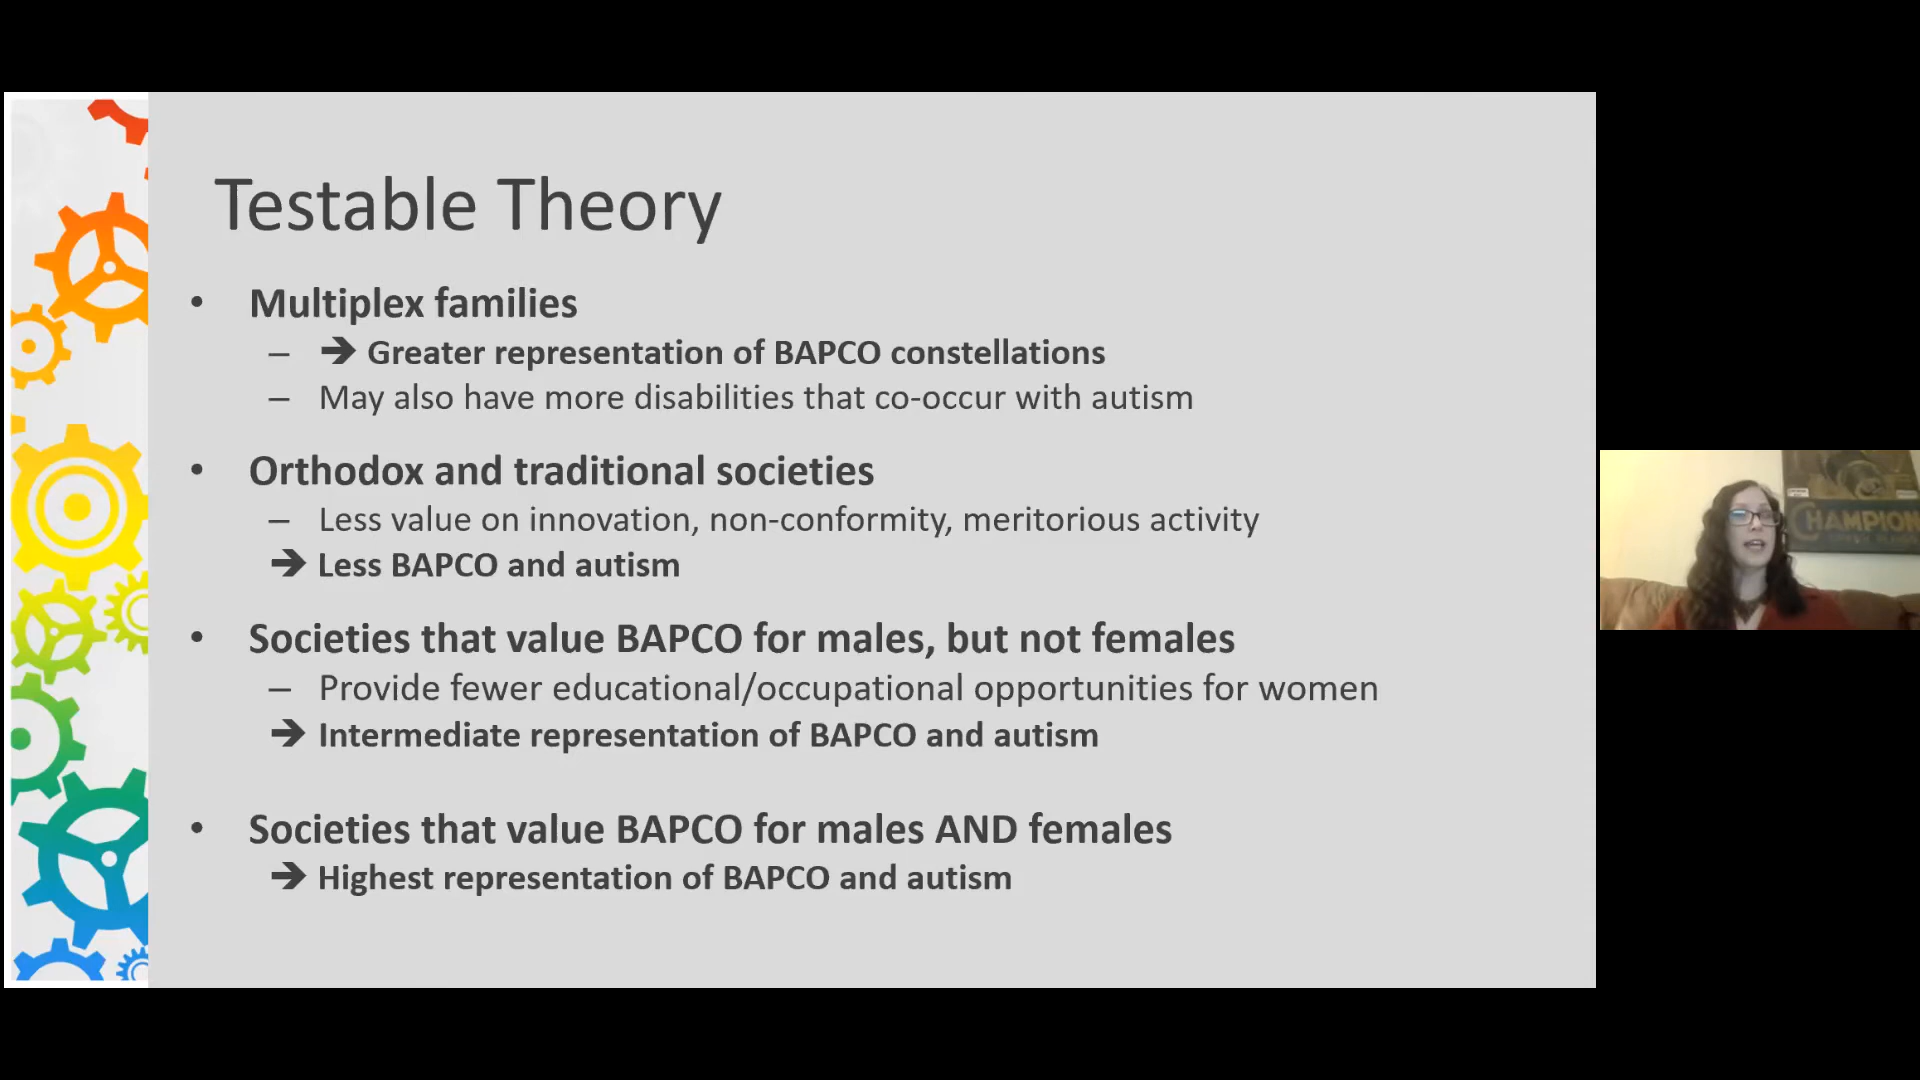 Testable Theory
• Multiplex families
– ➔ Greater representation of BAPCO constellations
– May also have more disabilities that co-occur with autism
• Orthodox and traditional societies
– Less value on innovation, non-conformity, meritorious activity
➔ Less BAPCO and autism
• Societies that value BAPCO for males, but not females
– Provide fewer educational/occupational opportunities for women
➔ Intermediate representation of BAPCO and autism
• Societies that value BAPCO for males AND females
➔ Highest representation of BAPCO and autism
CHAMPION